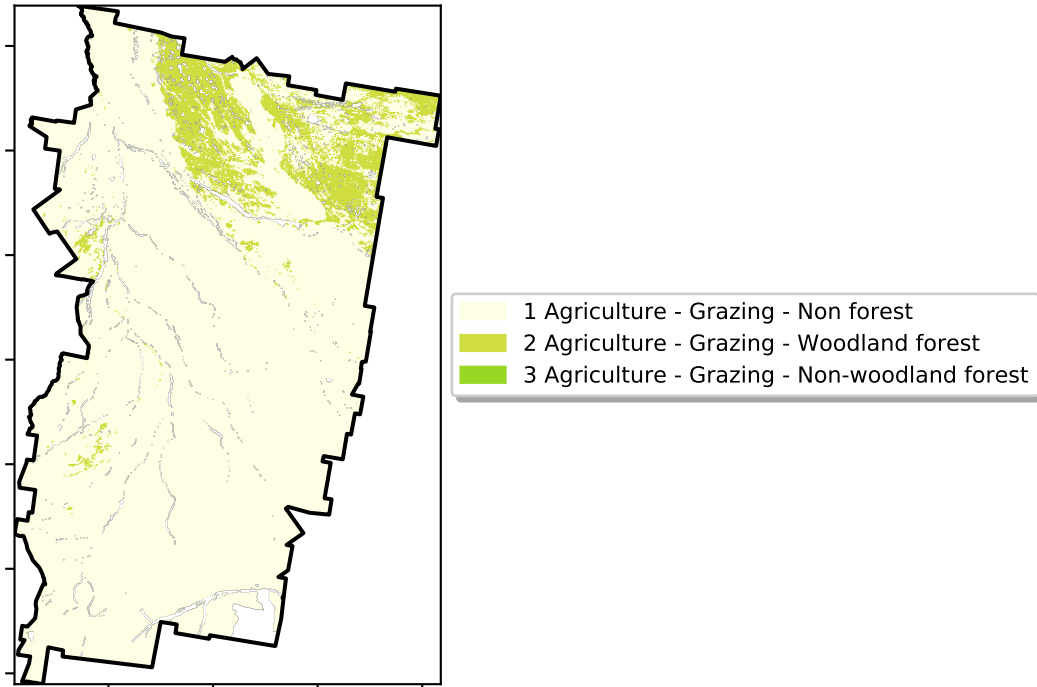 1 Agriculture - Grazing - Non forest
2 Agriculture - Grazing - Woodland forest
3 Agriculture - Grazing - Non-woodland forest